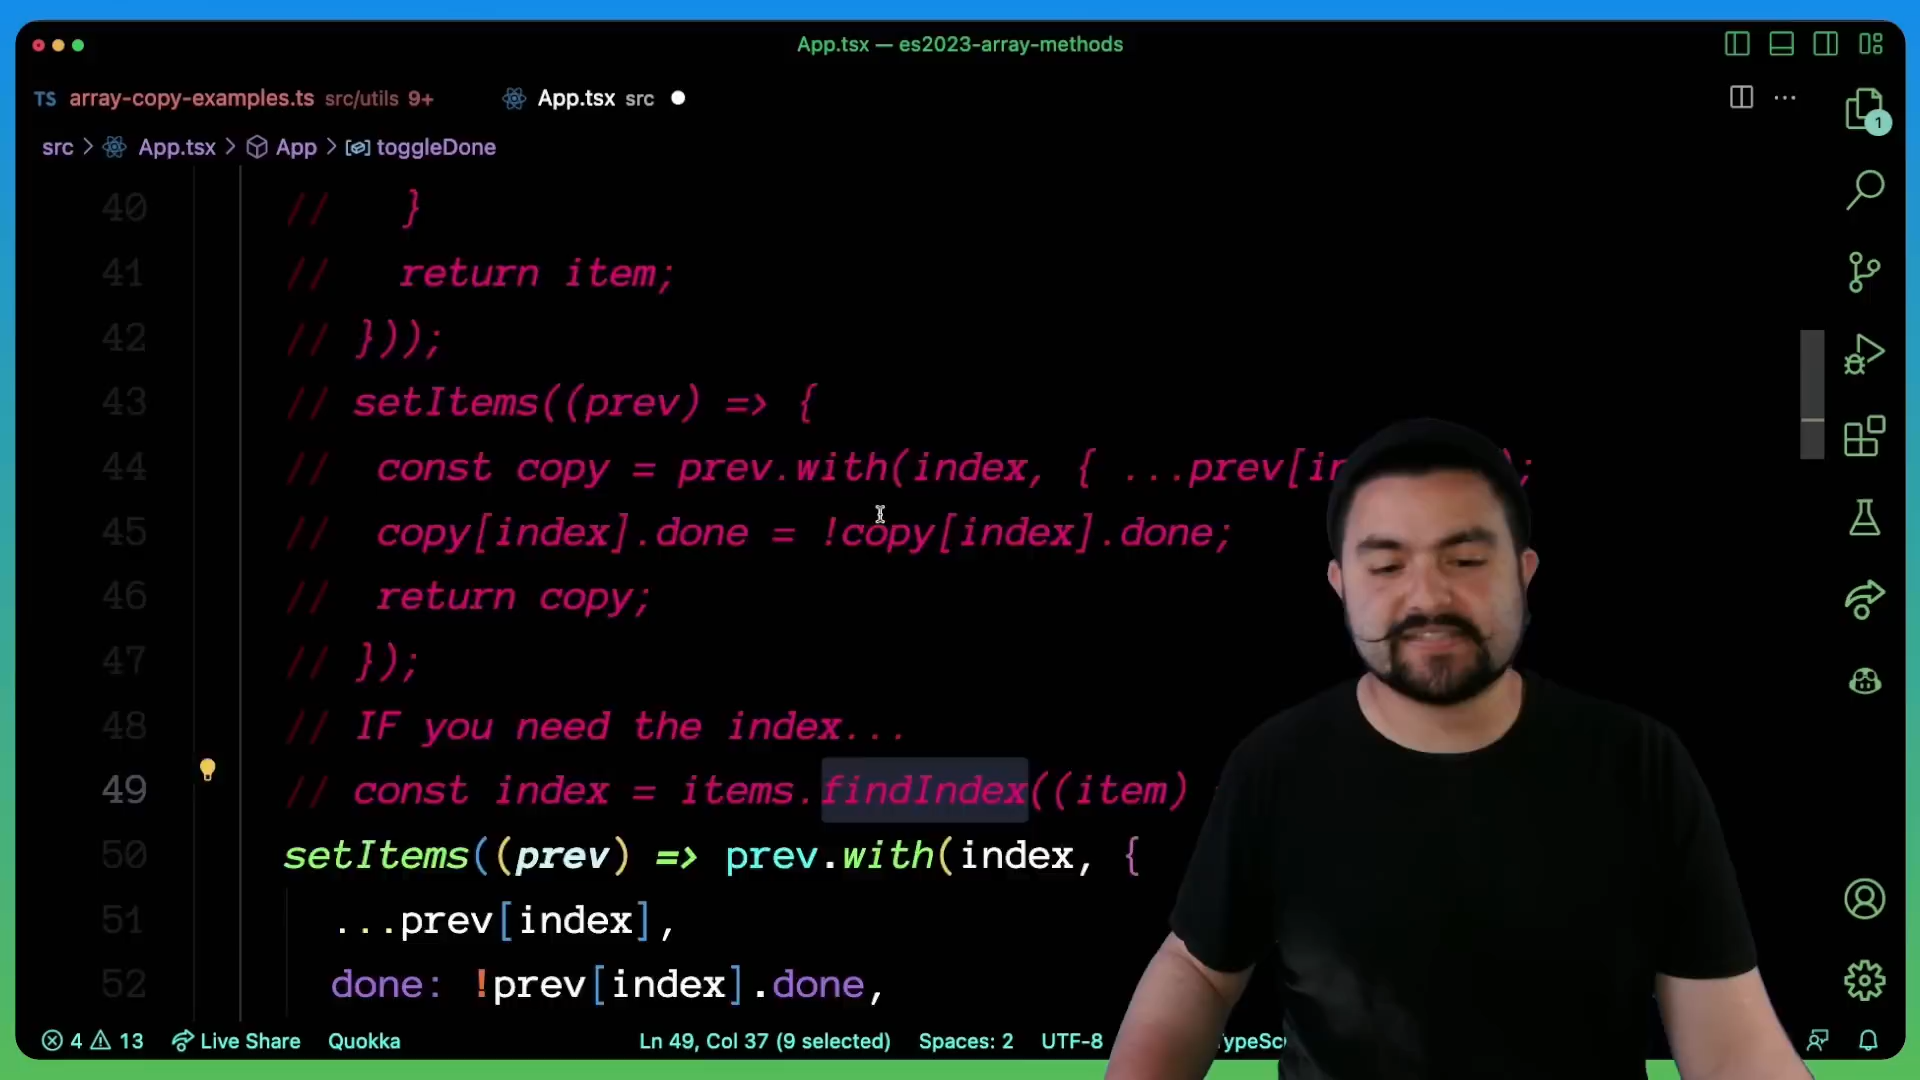 App.tsx — es2023-array-methods
TS array-copy-examples.ts src/utils 9+
App.tsx src
1
src > App.tsx > App > toggleDone
40 // }
41 // return item;
42 // }));
43 // setItems((prev) => {
44 // const copy = prev.with(index, { ...prev[in ;
45 // copy[index].done = !copy[index].done;
46 // return copy;
47 // });
48 // IF you need the index...
49 // const index = items.findIndex((item)
50 setItems((prev) => prev.with(index, {
51 ...prev[index],
52 done: !prev[index].done,
4 13 Live Share Quokka Ln 49, Col 37 (9 selected) Spaces: 2 UTF-8